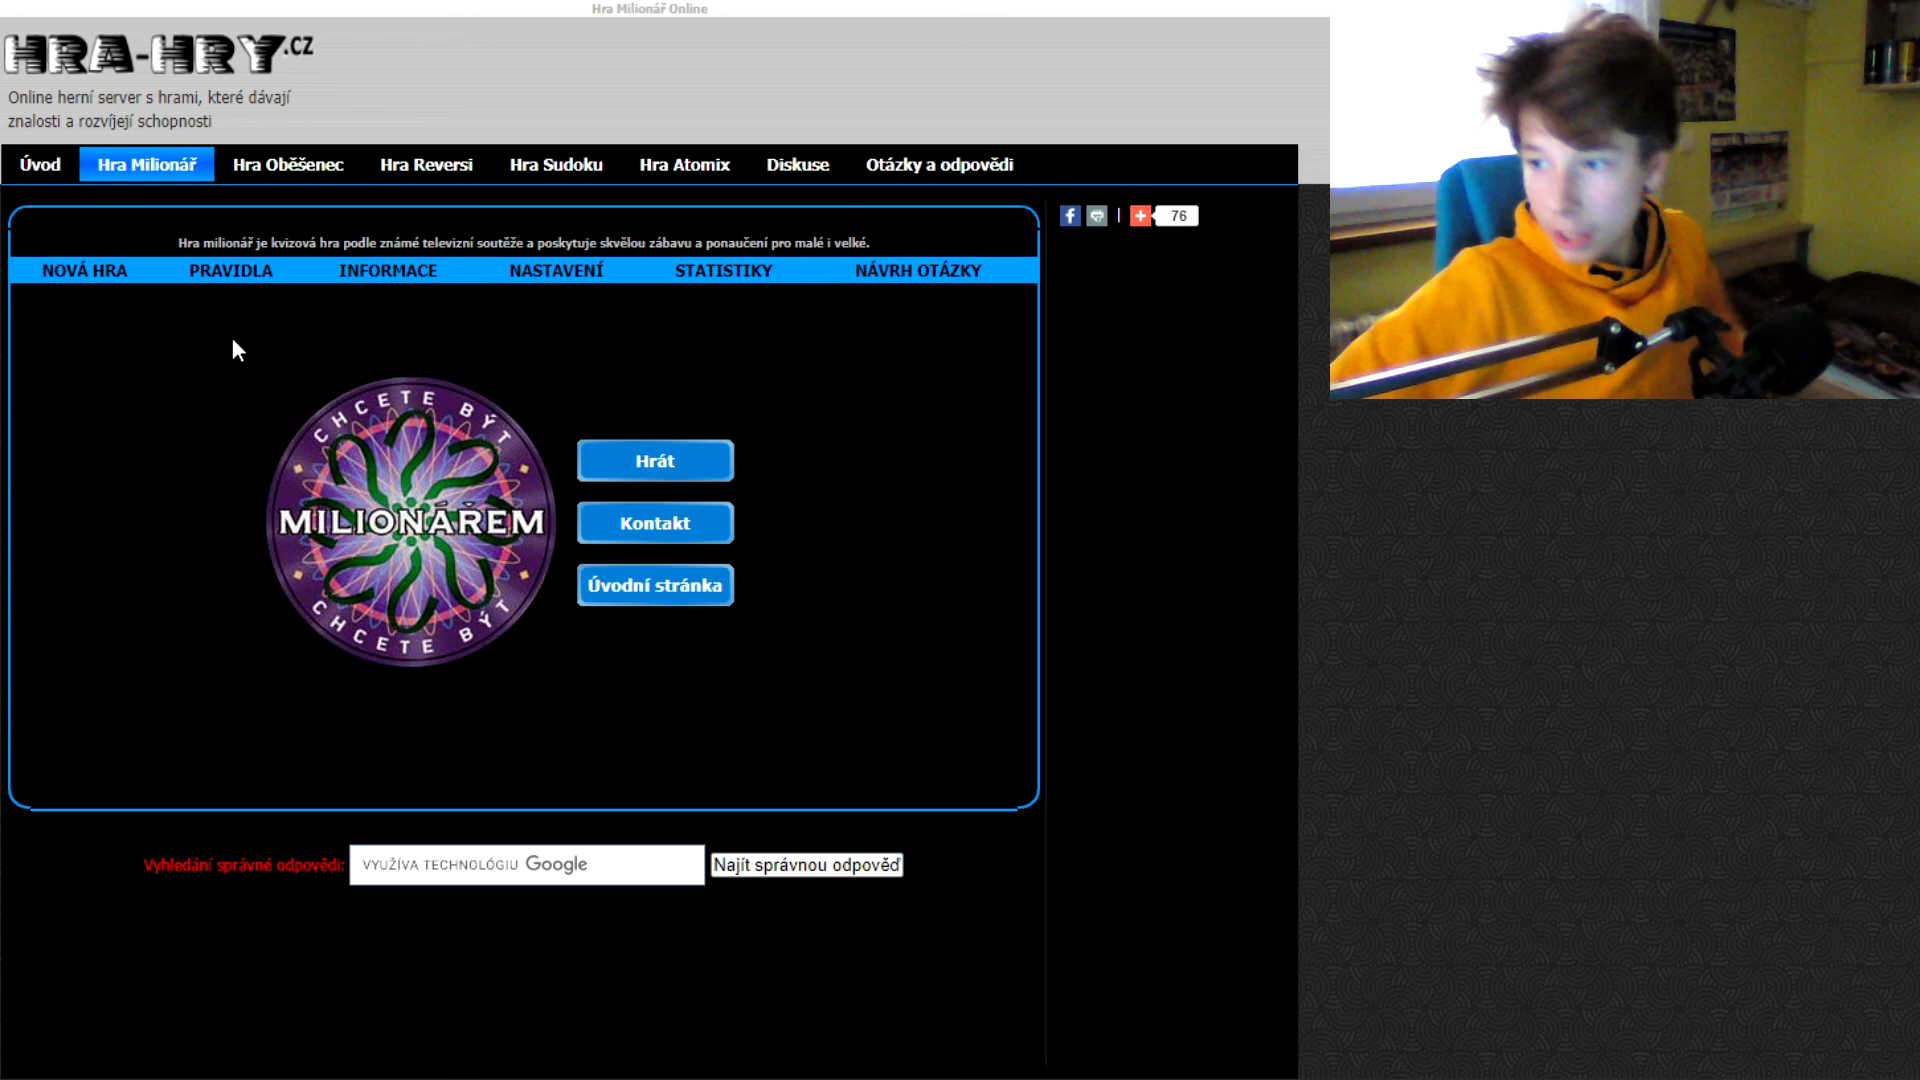 Hra Milionář Online
HRA-HRY.CZ
Online herní server s hrami, které dávají
znalosti a rozvíjejí schopnosti
Úvod Hra Milionář Hra Oběšenec Hra Reversi Hra Sudoku Hra Atomix Diskuse Otázky a odpovědi
76
Hra milionář je kvizová hra podle známé televizní soutěže a poskytuje skvělou zábavu a ponaučení pro malé i velké.
NOVÁ HRA PRAVIDLA INFORMACE NASTAVENÍ STATISTIKY NÁVRH OTÁZKY
CHCETE BÝT
MILIONÁŘEM
CHCETE BÝT
Hrát
Kontakt
Úvodní stránka
Vyhledání správné odpovědi: VYUŽÍVA TECHNOLÓGIU Google Najít správnou odpověď